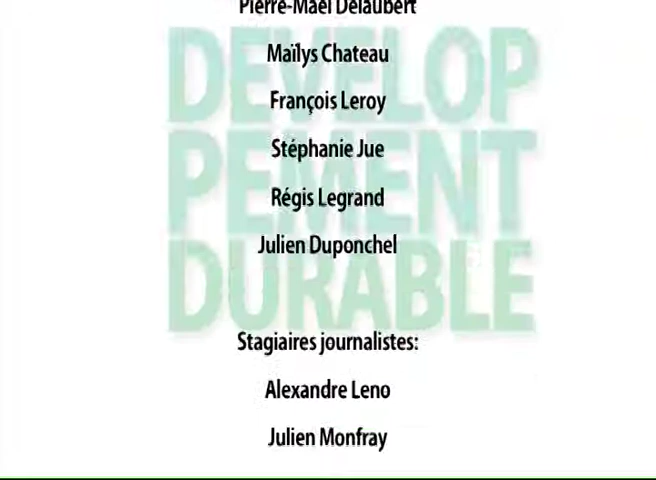 Pierre-Maël Delaubert
DEVELOP
Maïlys Chateau
François Leroy
PEMENT
Stéphanie Jue
Régis Legrand
Julien Duponchel
DURABLE
Stagiaires journalistes:
Alexandre Leno
Julien Monfray